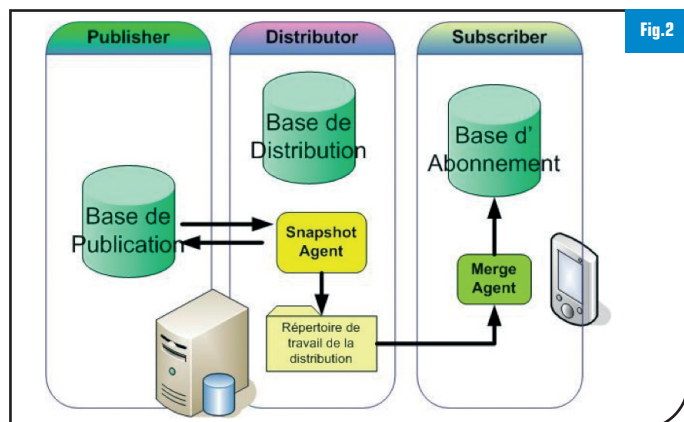 Publisher
Distributor
Subscriber
Fig.2
Base de
Distribution
Base d'
Abonnement
Base de
Publication
Snapshot
Agent
Merge
Agent
Répertoire de
travail de la
distribution